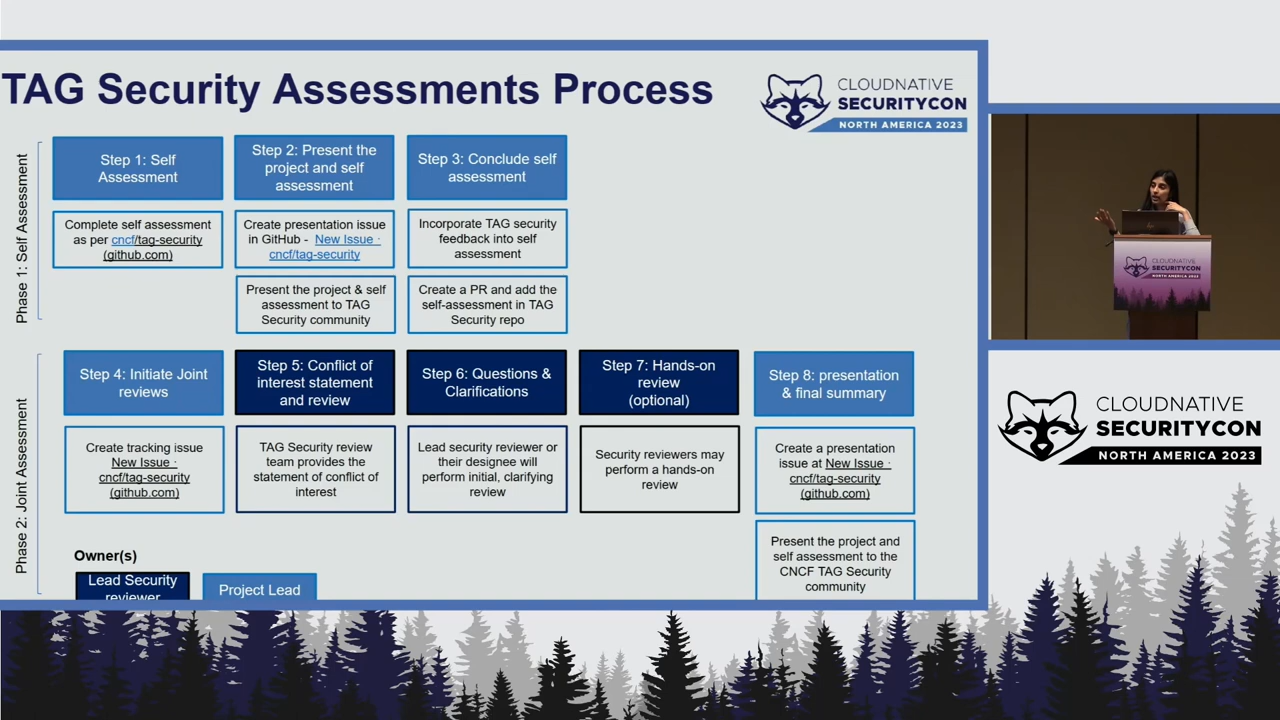 TAG Security Assessments Process
CLOUDNATIVE
SECURITYCON
NORTH AMERICA 2023
Phase 1: Self Assessment
Step 1: Self
Assessment
Complete self assessment
as per cncf/tag-security
(github.com)
Step 2: Present the
project and self
assessment
Create presentation issue
in GitHub - New Issue ·
cncf/tag-security
Present the project & self
assessment to TAG
Security community
Step 3: Conclude self
assessment
Incorporate TAG security
feedback into self
assessment
Create a PR and add the
self-assessment in TAG
Security repo
Phase 2: Joint Assessment
Step 4: Initiate Joint
reviews
Create tracking issue
New Issue ·
cncf/tag-security
(github.com)
Step 5: Conflict of
interest statement
and review
TAG Security review
team provides the
statement of conflict of
interest
Step 6: Questions &
Clarifications
Lead security reviewer or
their designee will
perform initial, clarifying
review
Step 7: Hands-on
review
(optional)
Security reviewers may
perform a hands-on
review
Step 8: presentation
& final summary
Create a presentation
issue at New Issue ·
cncf/tag-security
(github.com)
Present the project and
self assessment to the
CNCF TAG Security
community
Owner(s)
Lead Security
reviewer
Project Lead
CLOUDNATIVE
SECURITYCON
NORTH AMERICA 2023
CLOUDNATIVE
SECURITYCON
NORTH AMERICA 2023